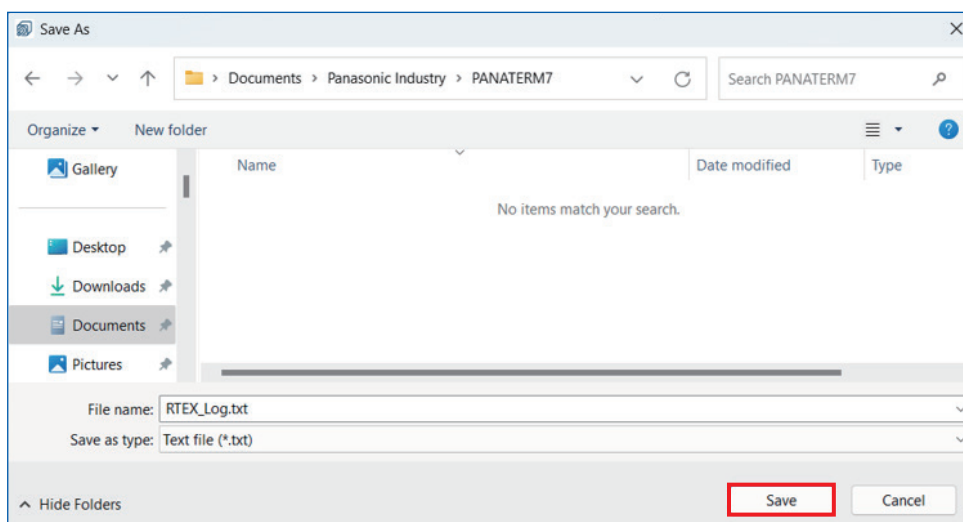 Save As
Documents > Panasonic Industry > PANATERM7
Search PANATERM7
Organize
New folder
Name
Date modified
Type
Gallery
No items match your search.
Desktop
Downloads
Documents
Pictures
File name: RTEX_Log.txt
Save as type: Text file (*.txt)
Hide Folders
Save
Cancel